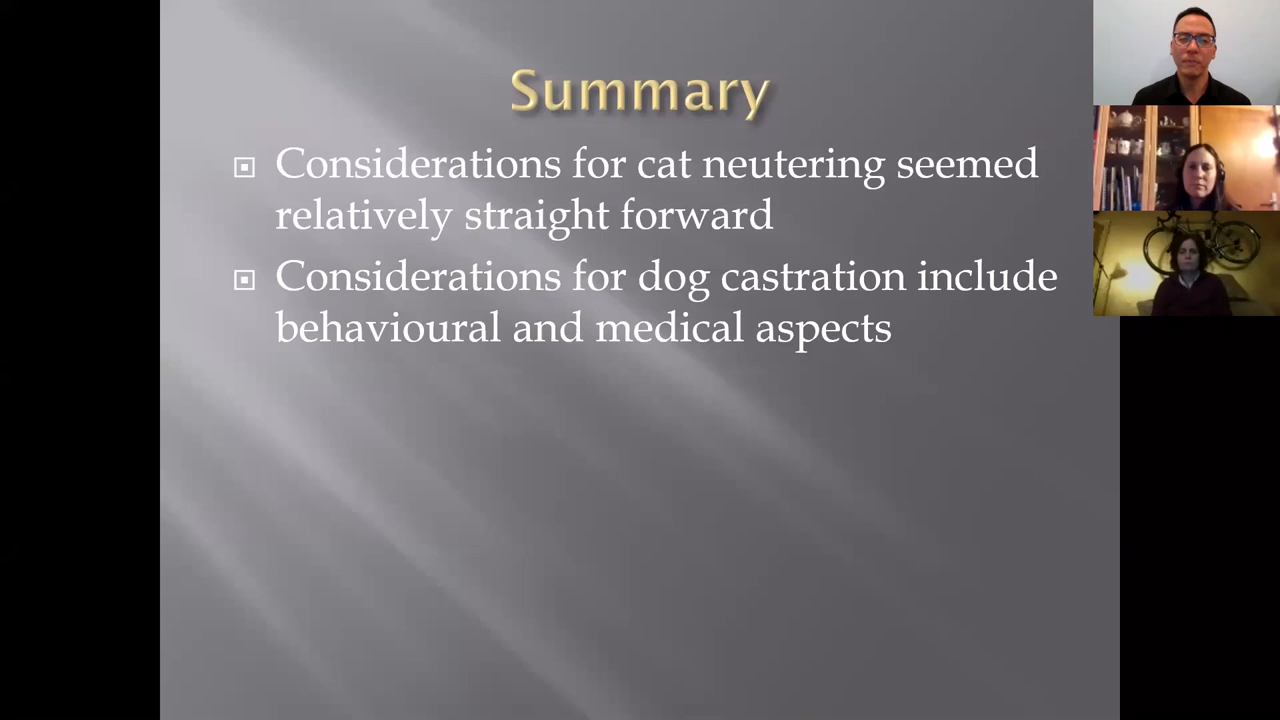 Summary
Considerations for cat neutering seemed
relatively straight forward
Considerations for dog castration include
behavioural and medical aspects